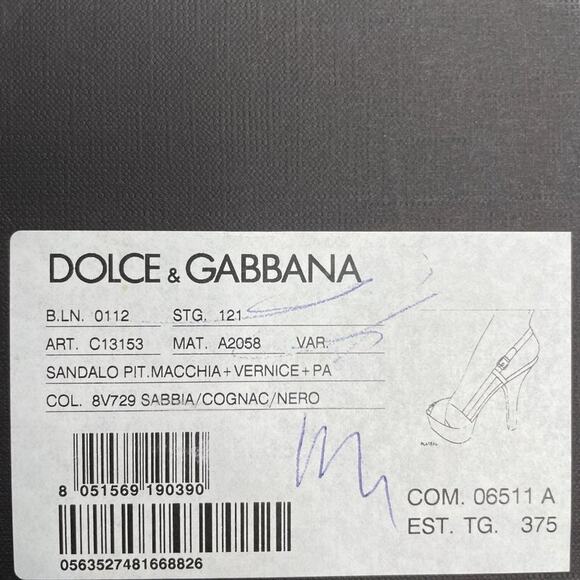 DOLCE & GABBANA
B.LN. 0112 STG. 121
ART. C13153 MAT. A2058 VAR.
SANDALO PIT.MACCHIA+VERNICE+PA
COL. 8V729 SABBIA/COGNAC/NERO
8 051569 190390
0563527481668826
COM. 06511 A
EST. TG. 375